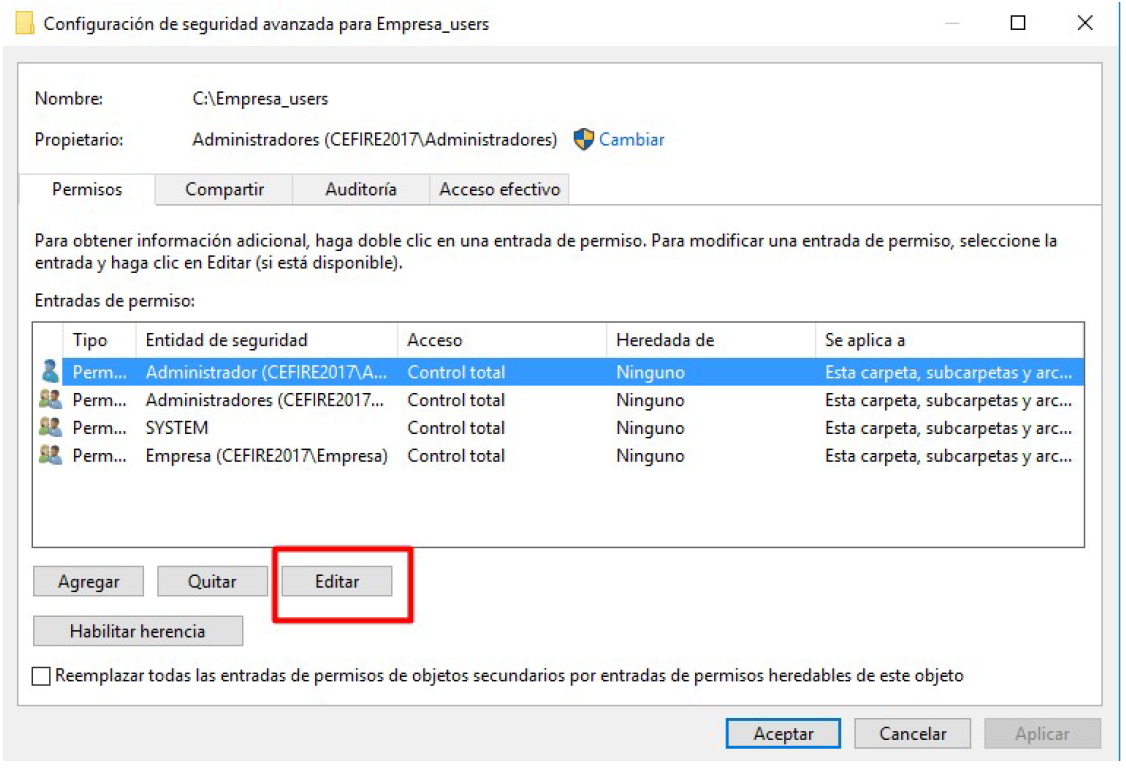 Configuración de seguridad avanzada para Empresa_users
Nombre: C:\Empresa_users
Propietario: Administradores (CEFIRE2017\Administradores) Cambiar
Permisos Compartir Auditoría Acceso efectivo
Para obtener información adicional, haga doble clic en una entrada de permiso. Para modificar una entrada de permiso, seleccione la
entrada y haga clic en Editar (si está disponible).
Entradas de permiso:
Tipo Entidad de seguridad Acceso Heredada de Se aplica a
Perm... Administrador (CEFIRE2017\A... Control total Ninguno Esta carpeta, subcarpetas y arc...
Perm... Administradores (CEFIRE2017... Control total Ninguno Esta carpeta, subcarpetas y arc...
Perm... SYSTEM Control total Ninguno Esta carpeta, subcarpetas y arc...
Perm... Empresa (CEFIRE2017\Empresa) Control total Ninguno Esta carpeta, subcarpetas y arc...
Agregar Quitar Editar
Habilitar herencia
Reemplazar todas las entradas de permisos de objetos secundarios por entradas de permisos heredables de este objeto
Aceptar Cancelar Aplicar